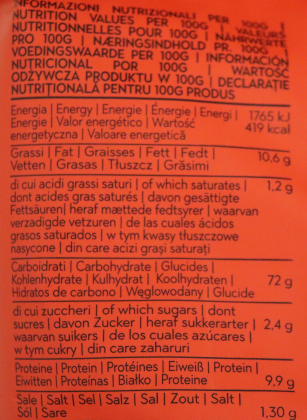 INFORMAZIONI NUTRIZIONALI PER 100G |
NUTRITION VALUES PER 100G | VALEURS
NUTRITIONNELLES POUR 100G | NÄHRWERTE
PRO 100G | NÆRINGSINDHOLD PR. 100G |
VOEDINGSWAARDE PER 100G | INFORMACIÓN
NUTRICIONAL POR 100G | WARTOŚĆ
ODŻYWCZA PRODUKTU W 100G | DECLARAȚIE
NUTRIȚIONALĂ PENTRU 100G PRODUS
Energia | Energy | Energie | Énergie | Energi | 1765 kJ
Energie | Valor energético | Wartość 419 kcal
energetyczna | Valoare energetică
Grassi | Fat | Graisses | Fett | Fedt | 10,6 g
Vetten | Grasas | Tłuszcz | Grăsimi
di cui acidi grassi saturi | of which saturates | 1,2 g
dont acides gras saturés | davon gesättigte
Fettsäuren| heraf mættede fedtsyrer | waarvan
verzadigde vetzuren | de las cuales ácidos
grasos saturados | w tym kwasy tłuszczowe
nasycone | din care acizi grași saturați
Carboidrati | Carbohydrate | Glucides |
Kohlenhydrate | Kulhydrat | Koolhydraten | 72 g
Hidratos de carbono | Węglowodany | Glucide
di cui zuccheri | of which sugars | dont
sucres | davon Zucker | heraf sukkerarter | 2,4 g
waarvan suikers | de los cuales azúcares |
w tym cukry | din care zaharuri
Proteine | Protein | Protéines | Eiweiß | Protein |
Eiwitten | Proteínas | Białko | Proteine 9,9 g
Sale | Salt | Sel | Salz | Sal | Zout | Salt |
Sól | Sare 1,30 g